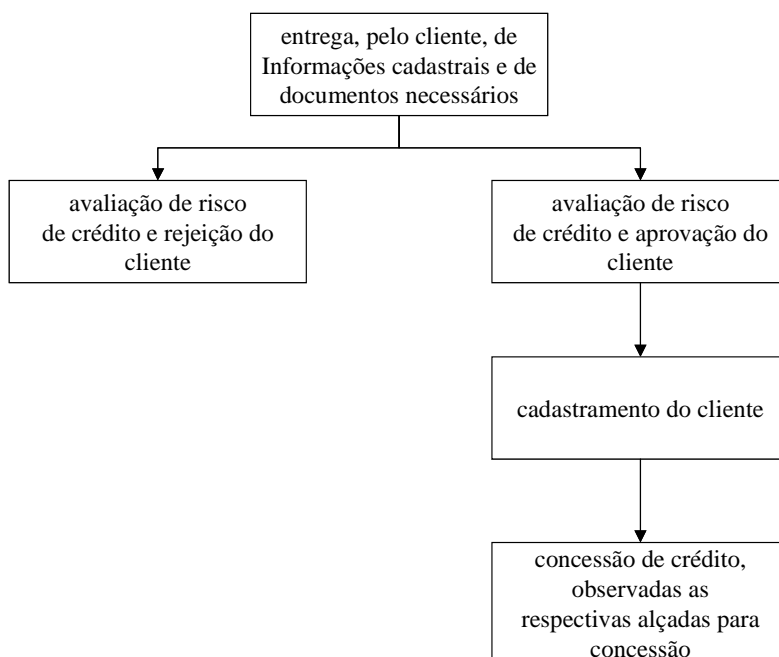 entrega, pelo cliente, de
Informações cadastrais e de
documentos necessários
avaliação de risco
de crédito e rejeição do
cliente
avaliação de risco
de crédito e aprovação do
cliente
cadastramento do cliente
concessão de crédito,
observadas as
respectivas alçadas para
concessão